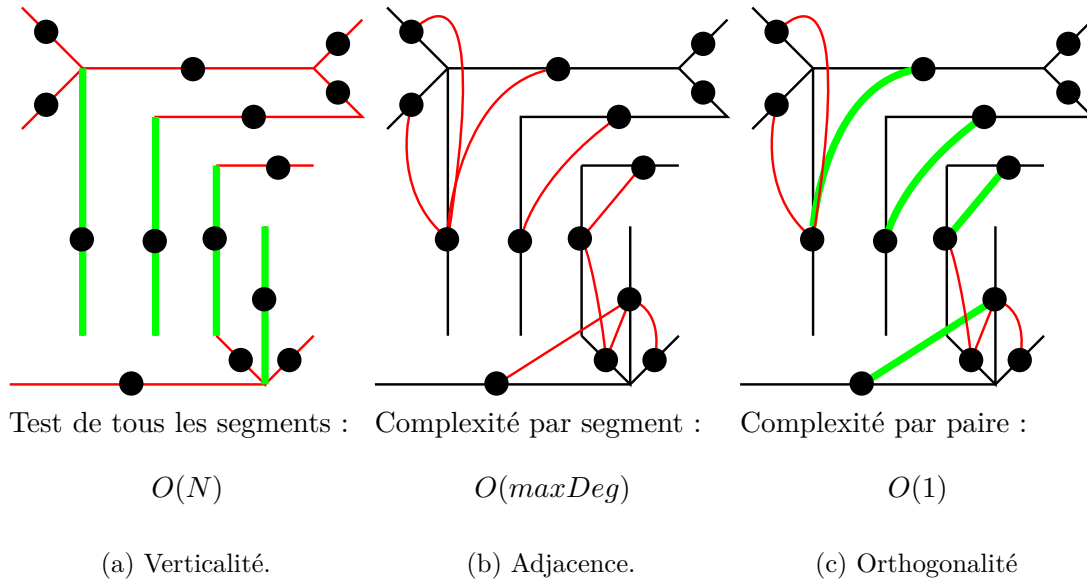 Test de tous les segments :
O(N)
(a) Verticalité.
Complexité par segment :
O(maxDeg)
(b) Adjacence.
Complexité par paire :
O(1)
(c) Orthogonalité